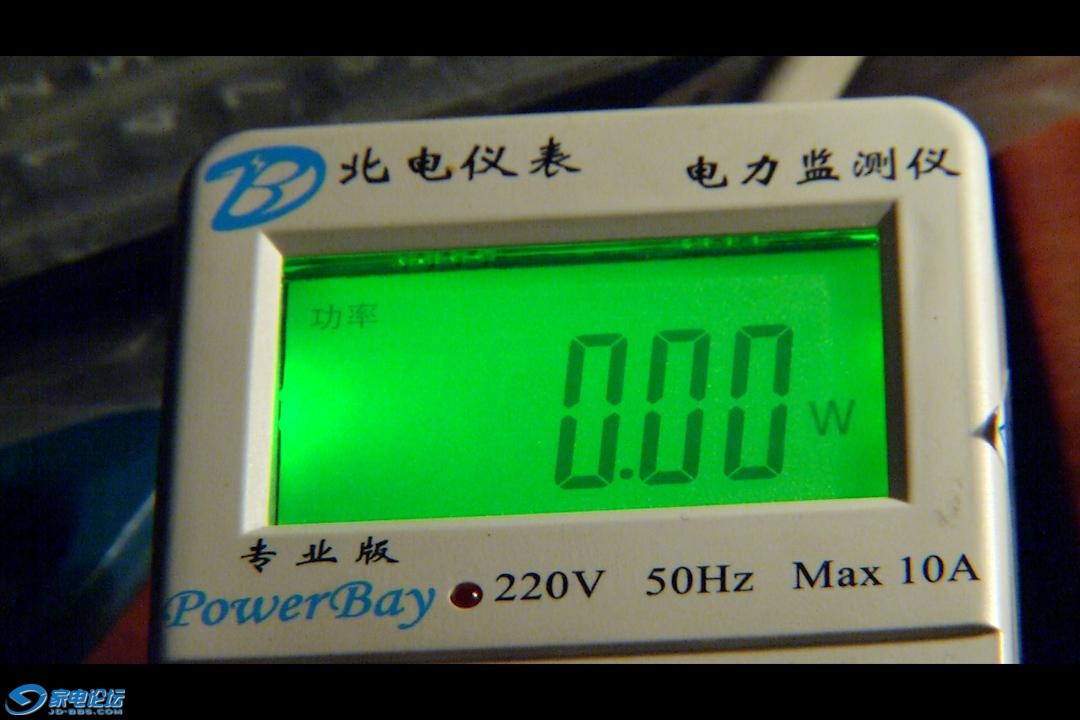 北电仪表 电力监测仪
功率
0.00 W
专业版
PowerBay 220V 50Hz Max 10A
家电论坛
JD-BBS.COM